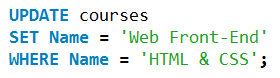 UPDATE courses
SET Name = 'Web Front-End'
WHERE Name = 'HTML & CSS';